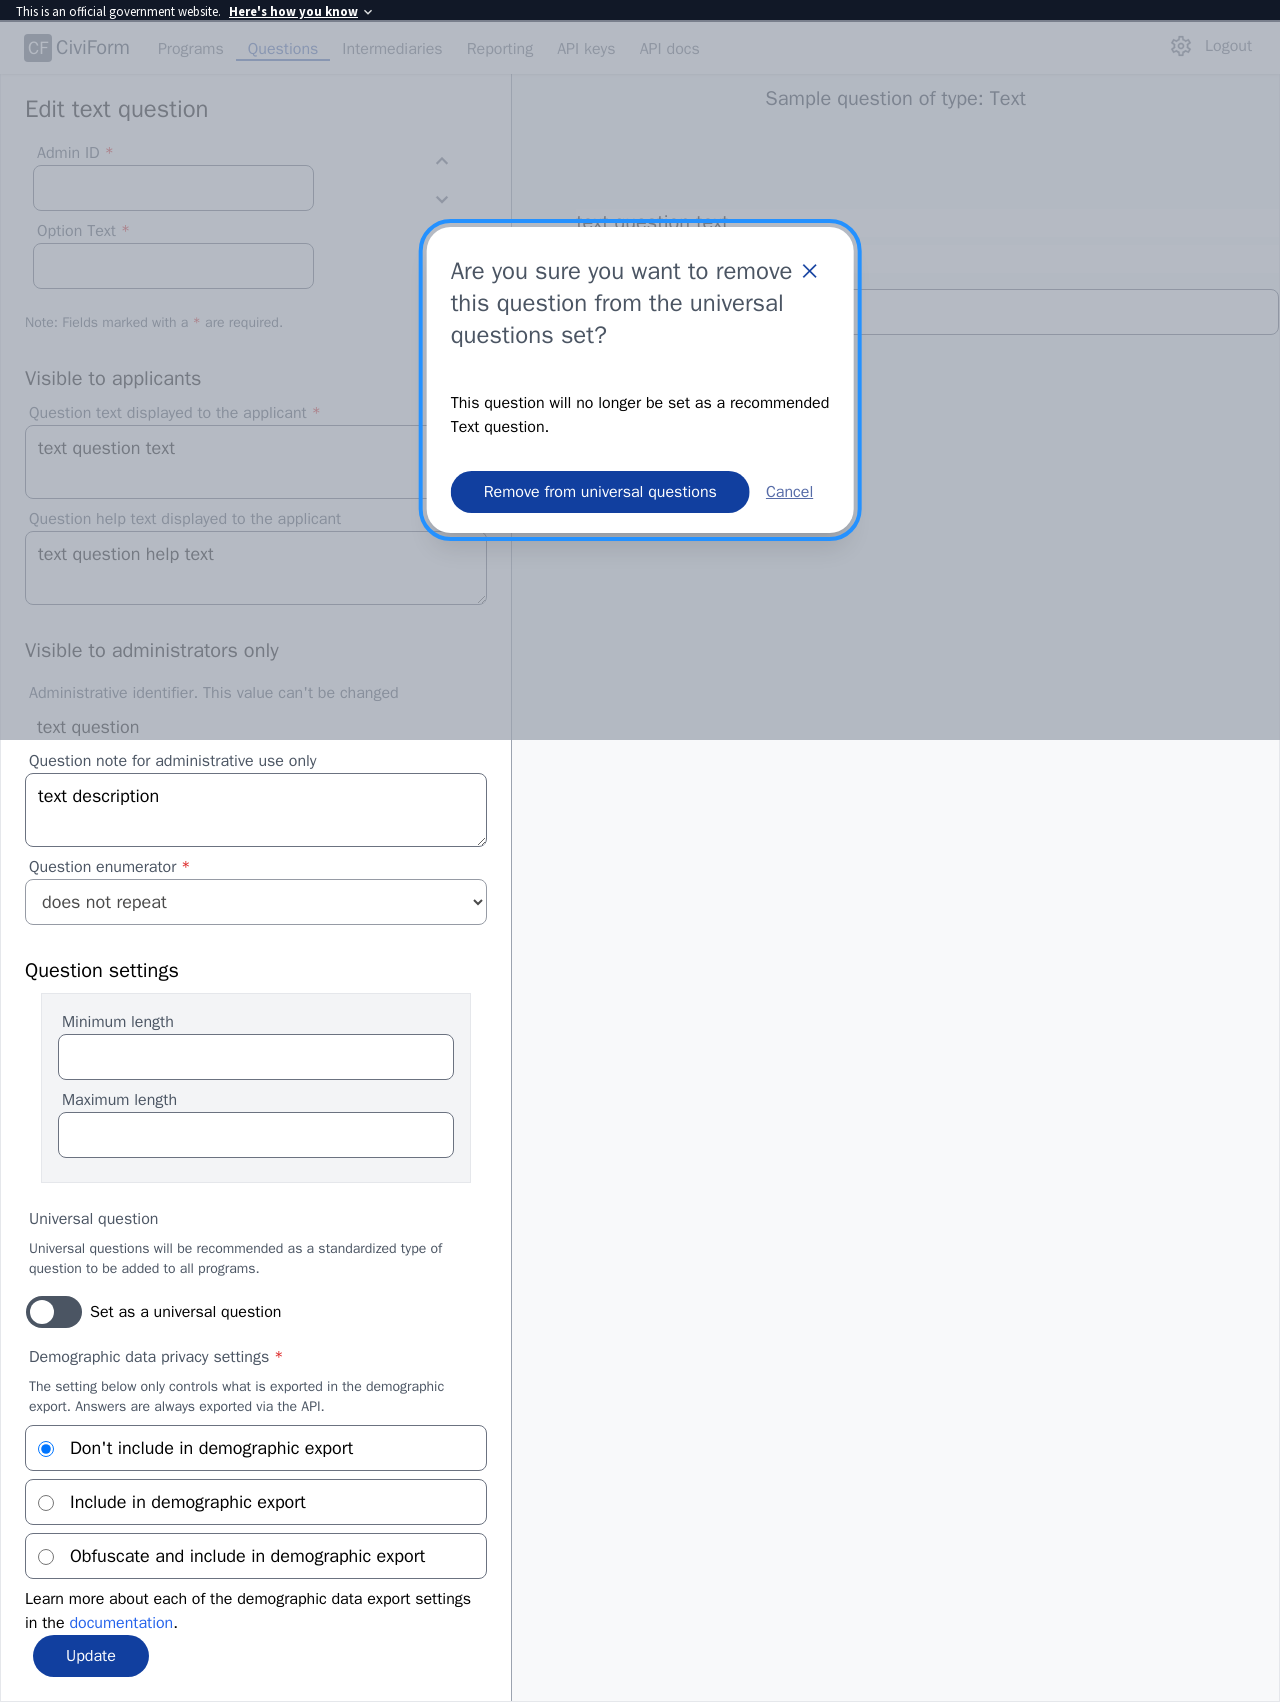 This is an official government website. Here's how you know
CF CiviForm Programs Questions Intermediaries Reporting API keys API docs Logout
Edit text question
Sample question of type: Text
Admin ID *
Option Text *
text question text
Note: Fields marked with a * are required.
Are you sure you want to remove
this question from the universal
questions set?
This question will no longer be set as a recommended
Text question.
Remove from universal questions Cancel
Visible to applicants
Question text displayed to the applicant *
text question text
Question help text displayed to the applicant
text question help text
Visible to administrators only
Administrative identifier. This value can't be changed
text question
Question note for administrative use only
text description
Question enumerator *
does not repeat
Question settings
Minimum length
Maximum length
Universal question
Universal questions will be recommended as a standardized type of
question to be added to all programs.
Set as a universal question
Demographic data privacy settings *
The setting below only controls what is exported in the demographic
export. Answers are always exported via the API.
Don't include in demographic export
Include in demographic export
Obfuscate and include in demographic export
Learn more about each of the demographic data export settings
in the documentation.
Update